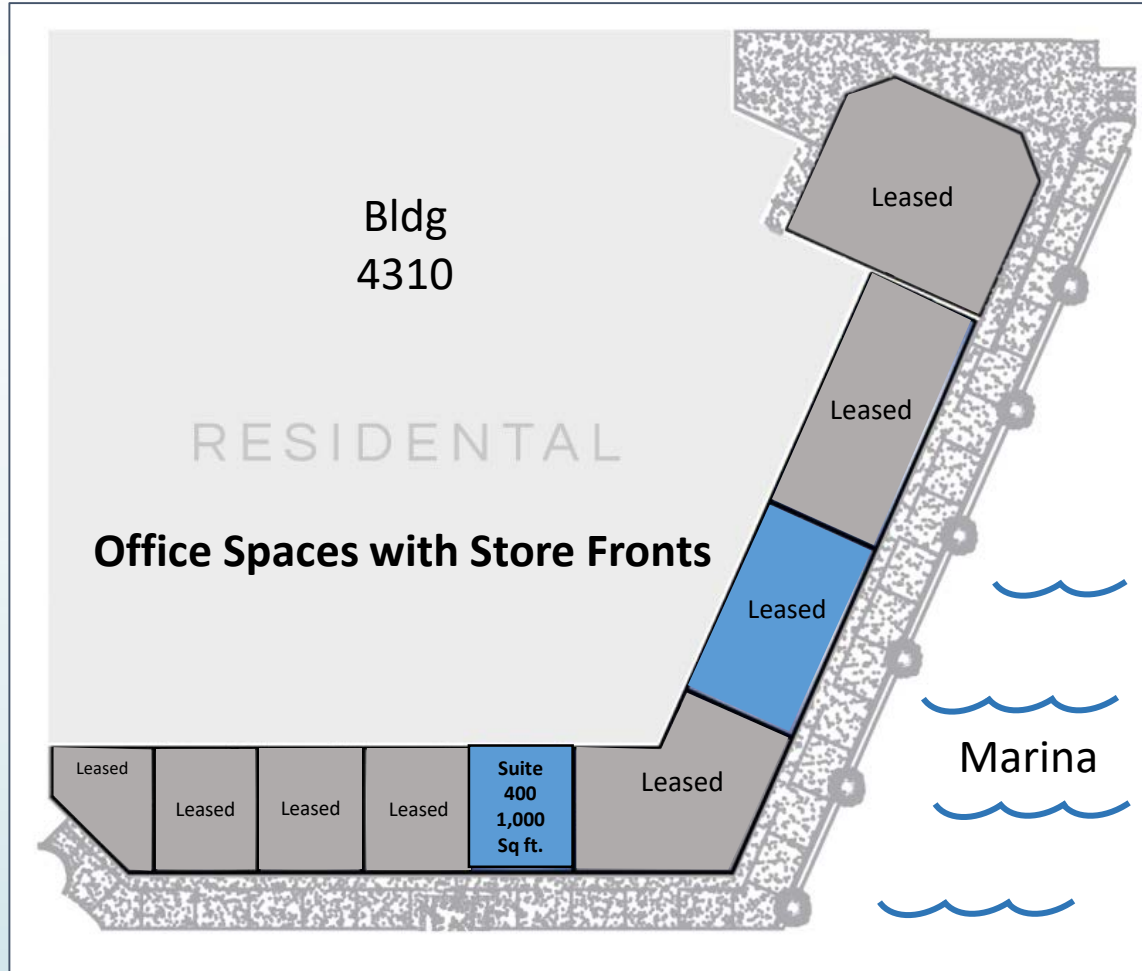 Leased
Bldg
4310
Leased
RESIDENTAL
Office Spaces with Store Fronts
Leased
Marina
Leased
Leased
Leased
Leased
Leased
Suite
400
1,000
Sq ft.